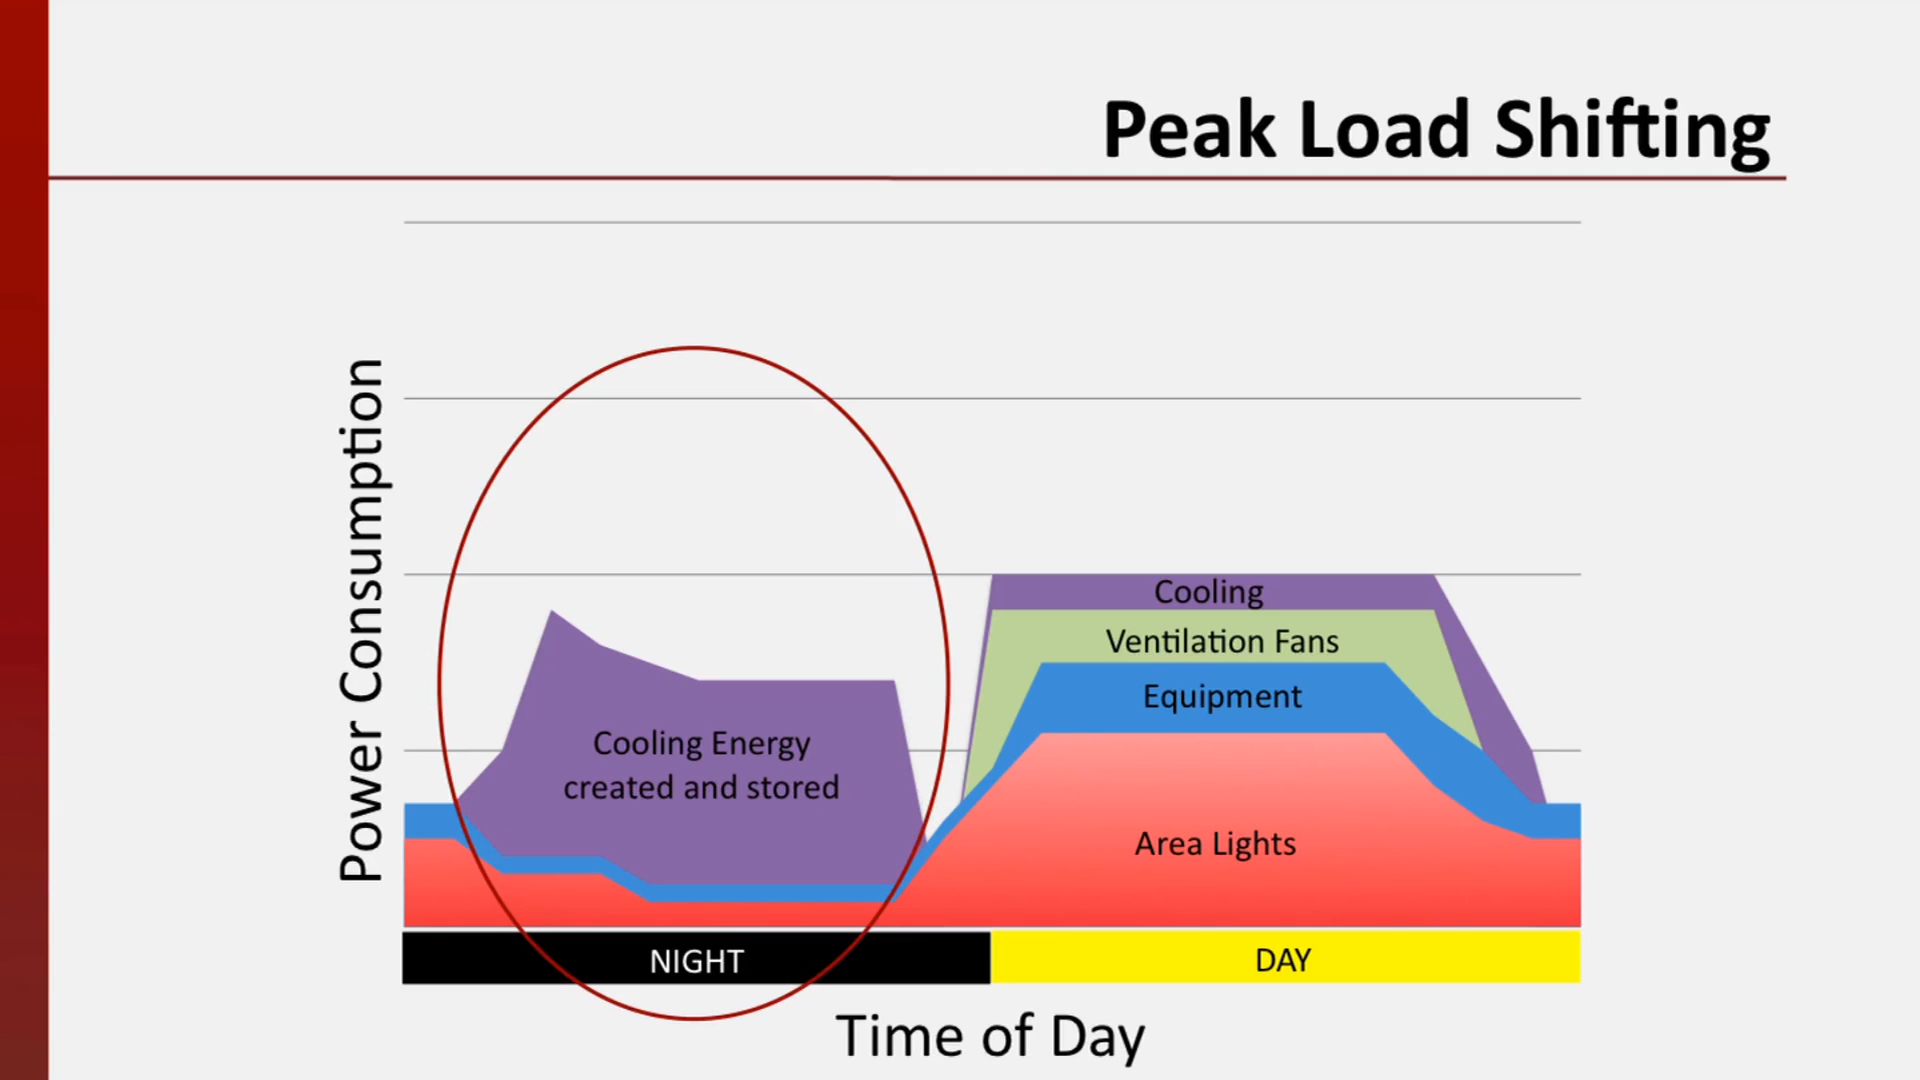 Peak Load Shifting
Power Consumption
Cooling
Ventilation Fans
Equipment
Cooling Energy
created and stored
Area Lights
NIGHT
DAY
Time of Day